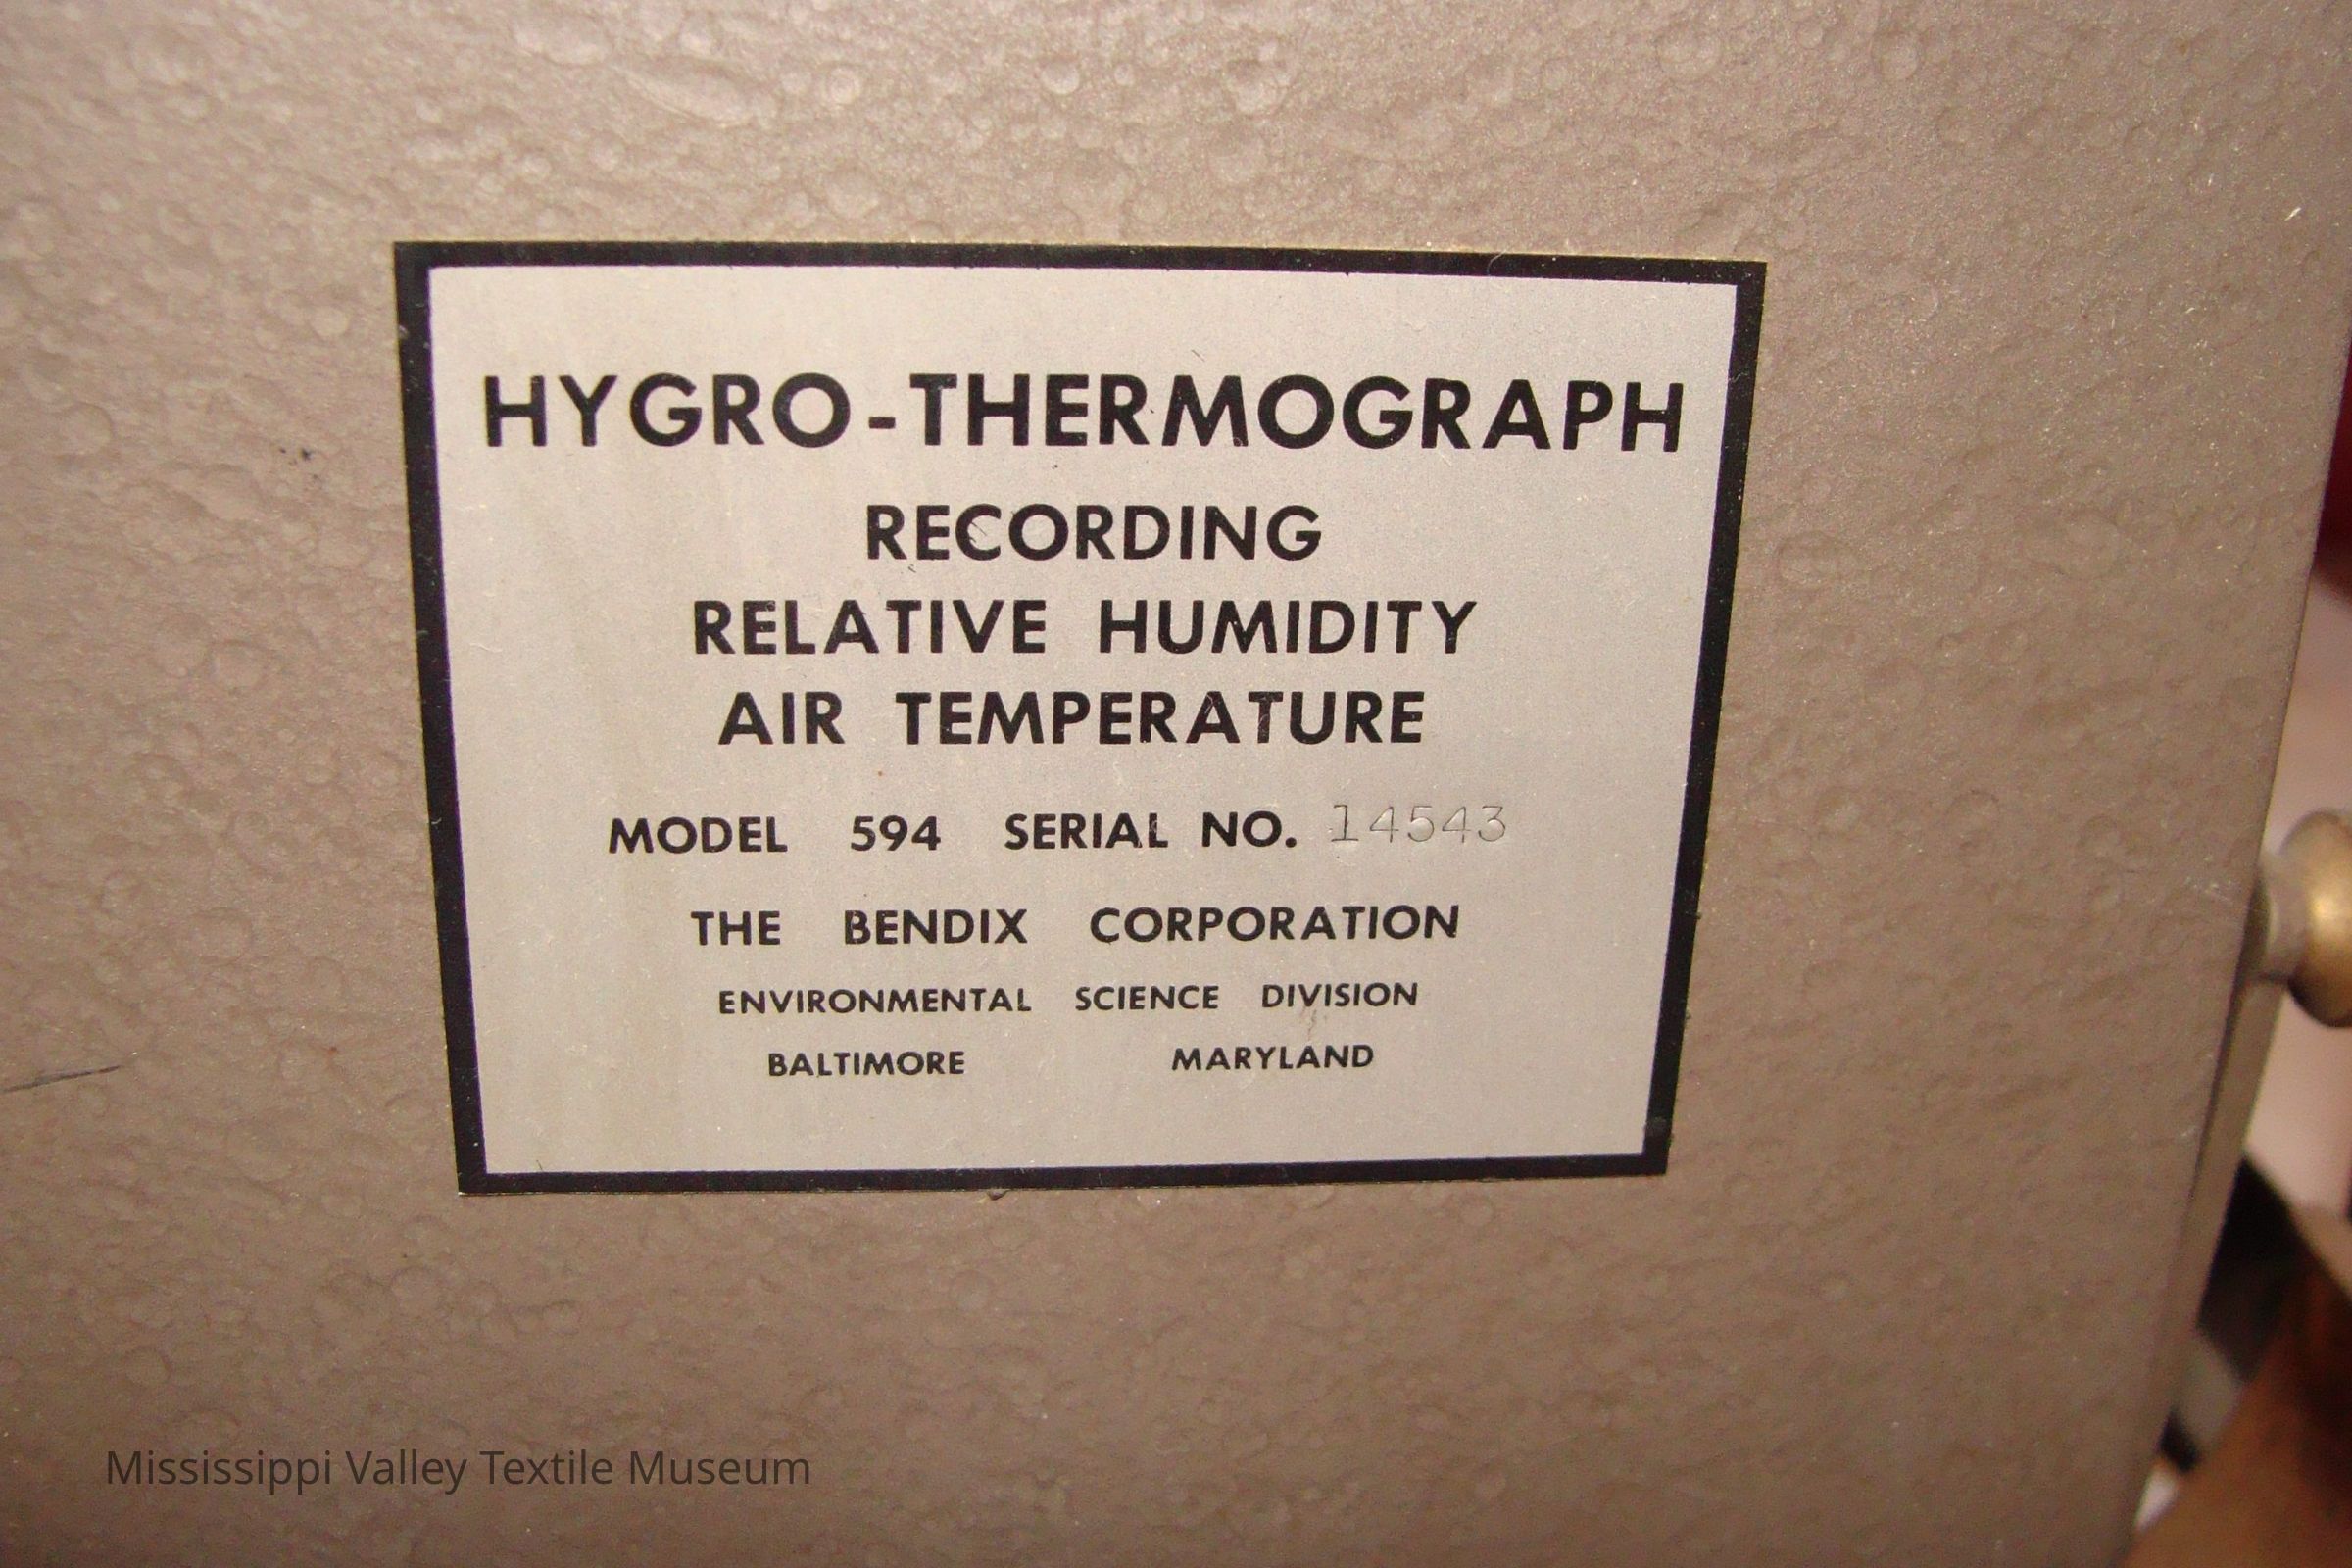 HYGRO-THERMOGRAPH
RECORDING
RELATIVE HUMIDITY
AIR TEMPERATURE
MODEL 594 SERIAL NO. 14543
THE BENDIX CORPORATION
ENVIRONMENTAL SCIENCE DIVISION
BALTIMORE MARYLAND
Mississippi Valley Textile Museum